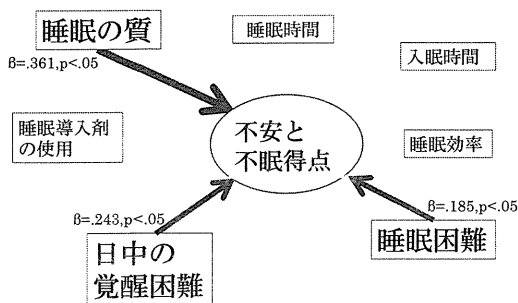 睡眠の質
睡眠時間
入眠時間
ß=.361,p<.05
睡眠導入剤
の使用
不安と
不眠得点
睡眠効率
ß=.243,p<.05
ß=.185,p<.05
日中の
覚醒困難
睡眠困難